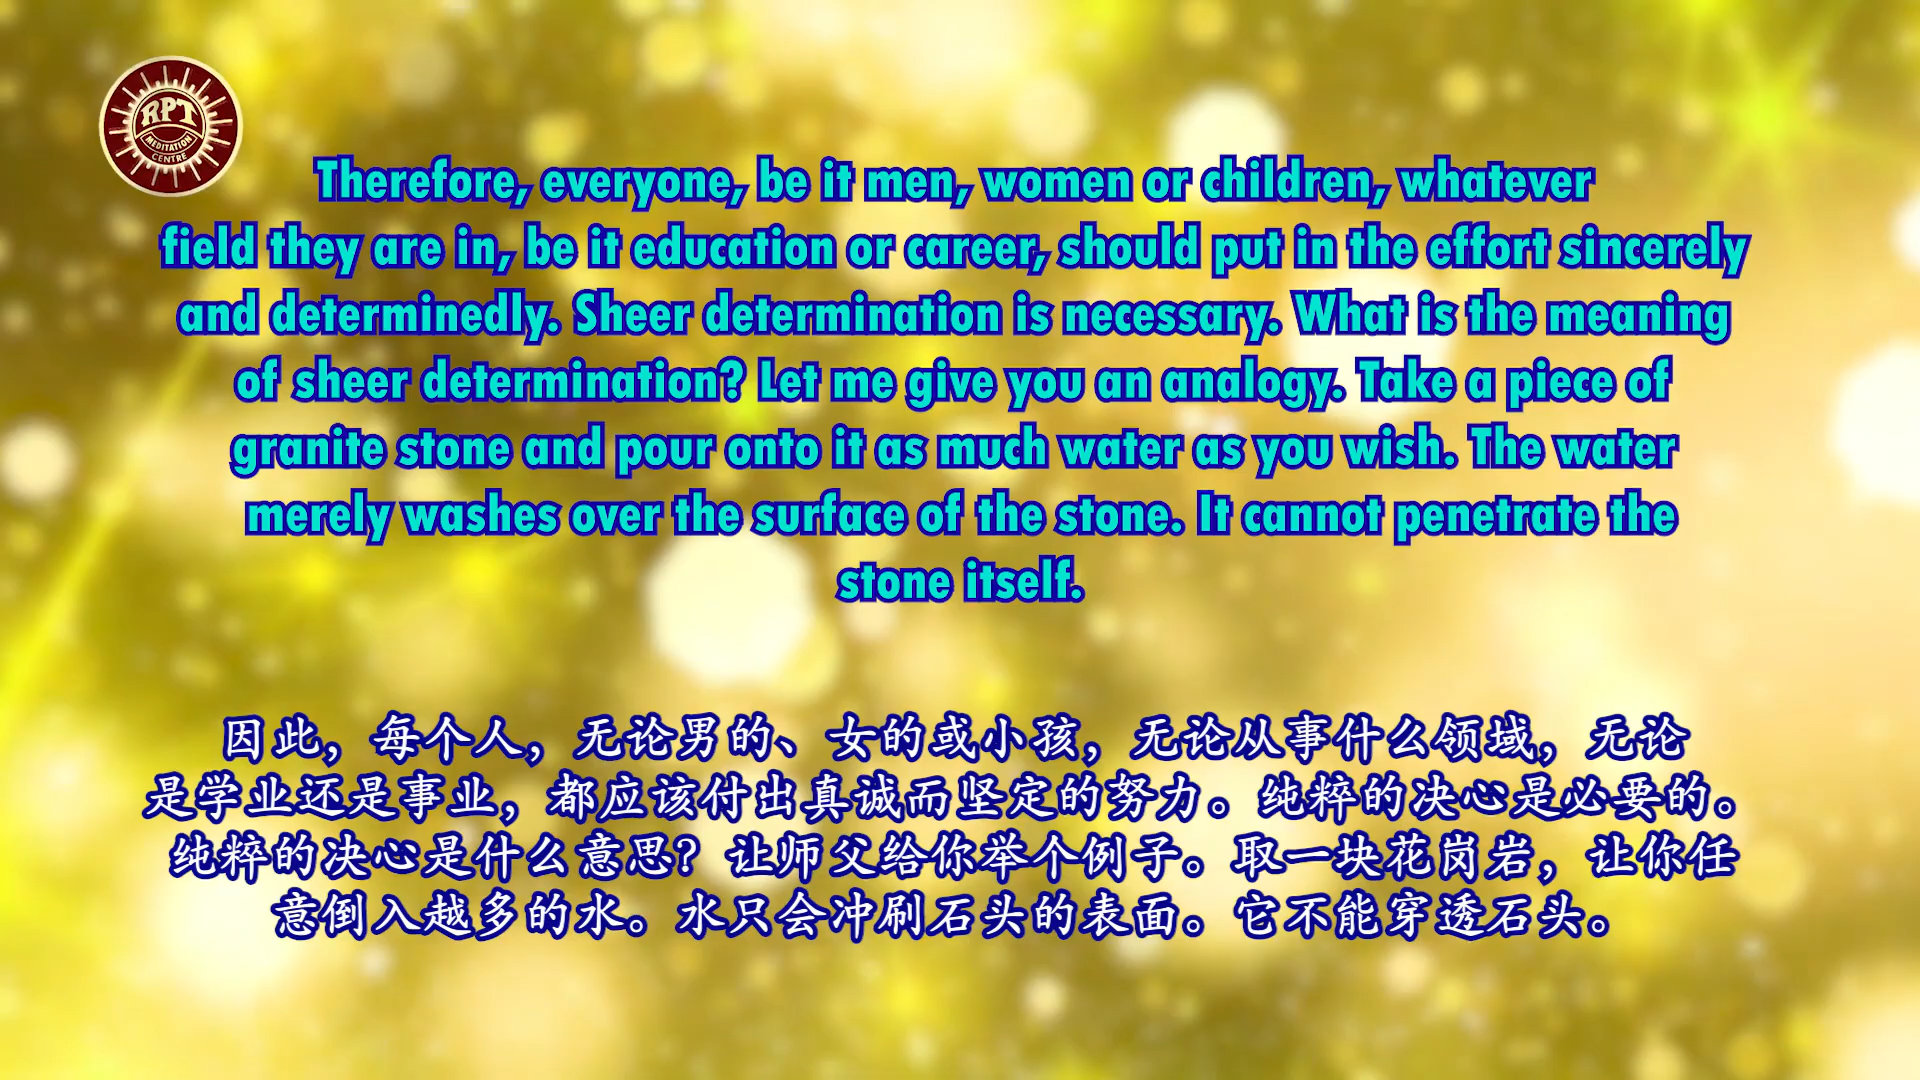 RPT
MEDITATION
CENTRE
Therefore, everyone, be it men, women or children, whatever
field they are in, be it education or career, should put in the effort sincerely
and determinedly. Sheer determination is necessary. What is the meaning
of sheer determination? Let me give you an analogy. Take a piece of
granite stone and pour onto it as much water as you wish. The water
merely washes over the surface of the stone. It cannot penetrate the
stone itself.
因此，每个人，无论男的、女的或小孩，无论从事什么领域，无论
是学业还是事业，都应该付出真诚而坚定的努力。纯粹的决心是必要的。
纯粹的决心是什么意思？让师父给你举个例子。取一块花岗岩，让你任
意倒入越多的水。水只会冲刷石头的表面。它不能穿透石头。